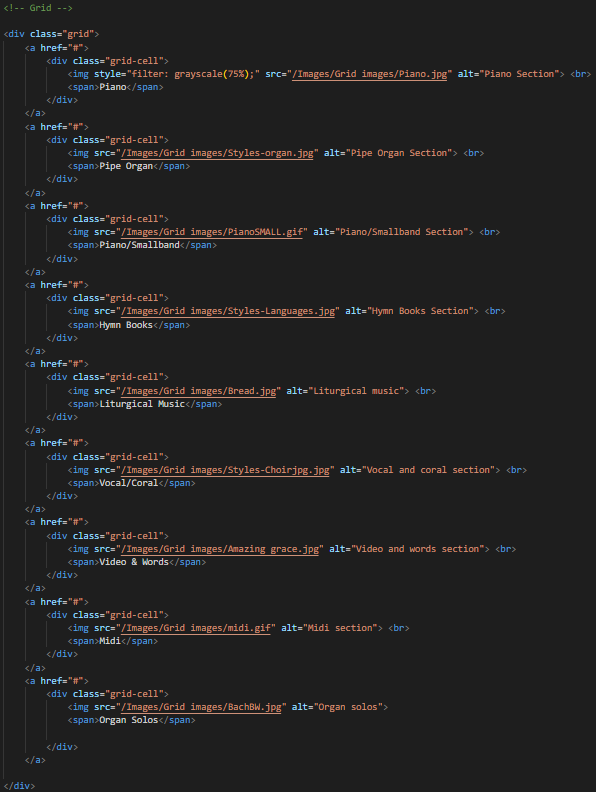 <!-- Grid -->
<div class="grid">
<a href="#">
<div class="grid-cell">
<img style="filter: grayscale(75%);" src="/Images/Grid images/Piano.jpg" alt="Piano Section"> <br>
<span>Piano</span>
</div>
</a>
<a href="#">
<div class="grid-cell">
<img src="/Images/Grid images/Styles-organ.jpg" alt="Pipe Organ Section"> <br>
<span>Pipe Organ</span>
</div>
</a>
<a href="#">
<div class="grid-cell">
<img src="/Images/Grid images/PianoSMALL.gif" alt="Piano/Smallband Section"> <br>
<span>Piano/Smallband</span>
</div>
</a>
<a href="#">
<div class="grid-cell">
<img src="/Images/Grid images/Styles-Languages.jpg" alt="Hymn Books Section"> <br>
<span>Hymn Books</span>
</div>
</a>
<a href="#">
<div class="grid-cell">
<img src="/Images/Grid images/Bread.jpg" alt="Liturgical music"> <br>
<span>Liturgical Music</span>
</div>
</a>
<a href="#">
<div class="grid-cell">
<img src="/Images/Grid images/Styles-Choirjpg.jpg" alt="Vocal and coral section"> <br>
<span>Vocal/Coral</span>
</div>
</a>
<a href="#">
<div class="grid-cell">
<img src="/Images/Grid images/Amazing grace.jpg" alt="Video and words section"> <br>
<span>Video & Words</span>
</div>
</a>
<a href="#">
<div class="grid-cell">
<img src="/Images/Grid images/midi.gif" alt="Midi section"> <br>
<span>Midi</span>
</div>
</a>
<a href="#">
<div class="grid-cell">
<img src="/Images/Grid images/BachBW.jpg" alt="Organ solos">
<span>Organ Solos</span>
</div>
</a>
</div>